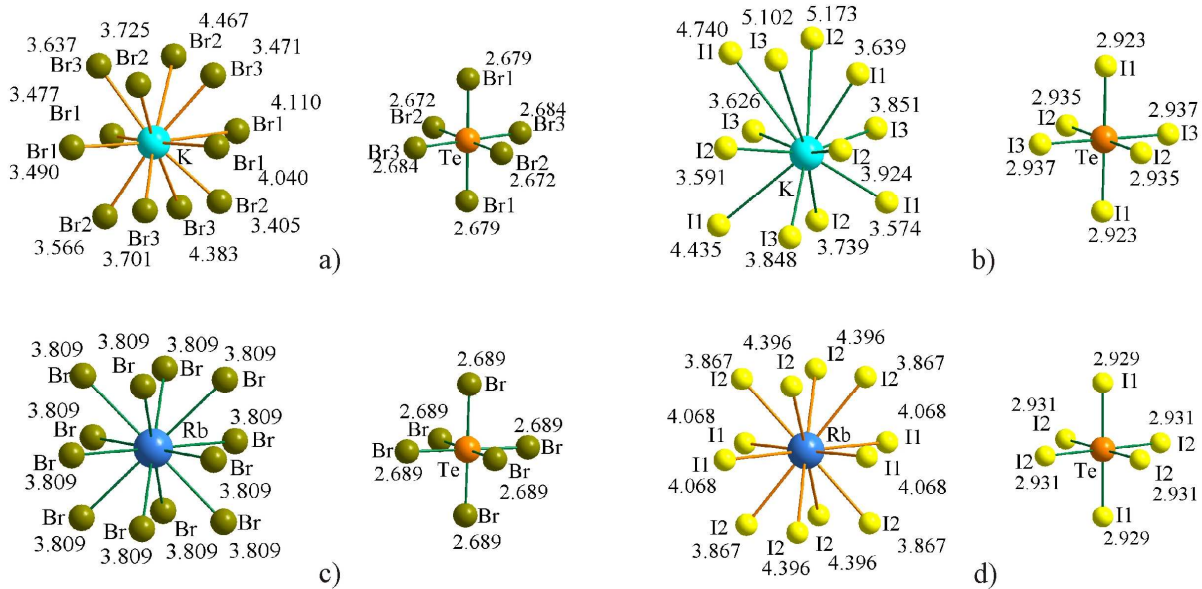 4.467
3.725
3.637
3.471
2.679
Br2
Br2
Br3
Br3
Br1
3.477
4.110
2.672
2.684
Br1
Br1
Br2
Br3
Br1
K
Br1
Br3
Te
Br2
3.490
4.040
2.684
2.672
Br2
Br3
Br3
Br2
3.405
Br1
3.566
3.701
4.383
2.679
a)
5.173
5.102
4.740
I2
3.639
2.923
I1
I3
I1
I1
3.626
3.851
2.935
2.937
I3
I3
I2
I3
I2
I2
I3
Te
I2
3.591
K
3.924
2.937
2.935
I1
I2
I1
I1
4.435
I3
3.739
3.574
2.923
3.848
b)
3.809
3.809
3.809
3.809
2.689
Br
Br
Br
Br
Br
3.809
3.809
2.689
2.689
Br
Rb
Br
Br
Br
Br
Br
Br
Te
Br
3.809
3.809
2.689
2.689
Br
Br
Br
Br
Br
3.809
3.809
3.809
3.809
2.689
c)
4.396
4.396
3.867
3.867
2.929
I2
I2
I2
I2
I1
4.068
4.068
2.931
2.931
I1
Rb
I1
I2
I2
I1
I1
I2
Te
I2
4.068
4.068
2.931
2.931
I2
I2
I2
I2
I1
3.867
4.396
4.396
3.867
2.929
d)